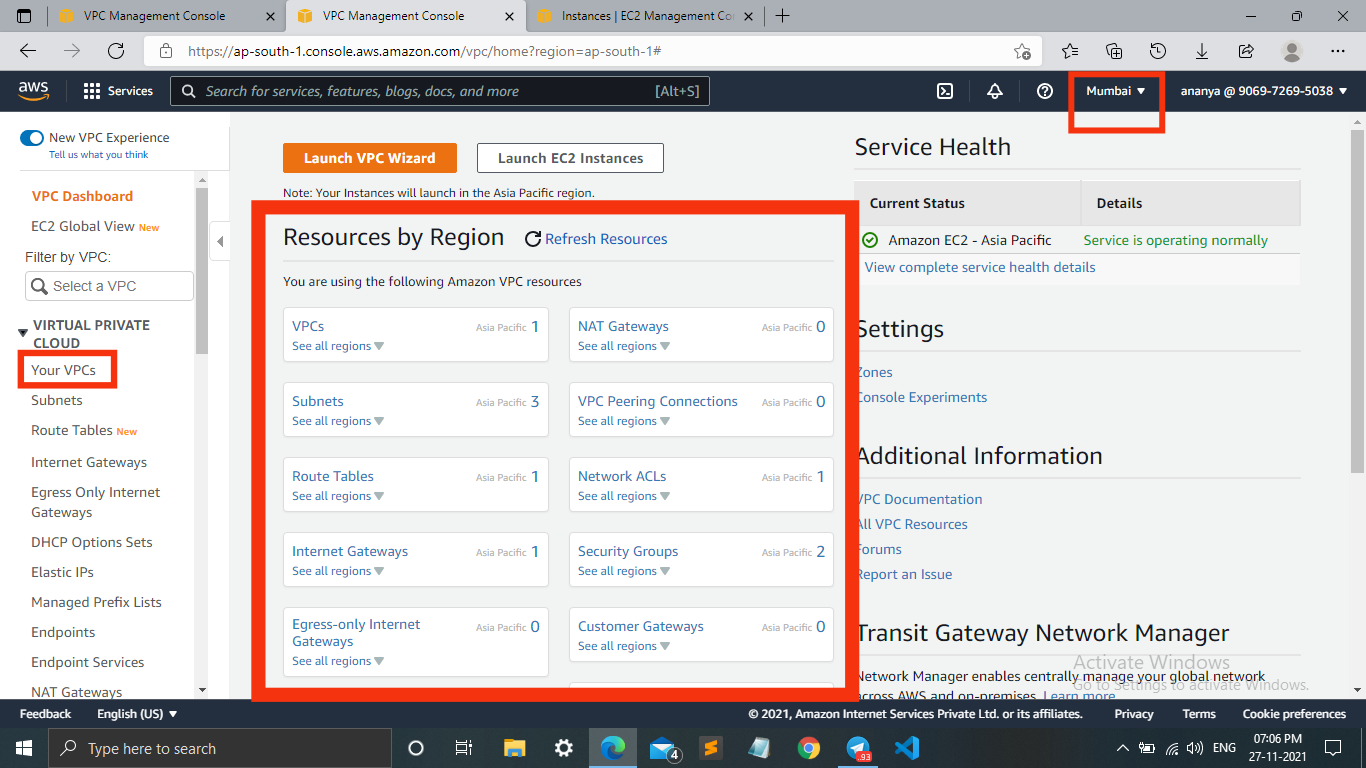 VPC Management Console
VPC Management Console
Instances | EC2 Management Con
https://ap-south-1.console.aws.amazon.com/vpc/home?region=ap-south-1#
aws
Services
Search for services, features, blogs, docs, and more
[Alt+S]
Mumbai
ananya @ 9069-7269-5038
New VPC Experience
Tell us what you think
VPC Dashboard
EC2 Global View New
Filter by VPC:
Select a VPC
VIRTUAL PRIVATE
CLOUD
Your VPCs
Subnets
Route Tables New
Internet Gateways
Egress Only Internet
Gateways
DHCP Options Sets
Elastic IPs
Managed Prefix Lists
Endpoints
Endpoint Services
NAT Gateways
Launch VPC Wizard
Launch EC2 Instances
Note: Your Instances will launch in the Asia Pacific region.
Resources by Region
Refresh Resources
You are using the following Amazon VPC resources
VPCs Asia Pacific 1
See all regions
NAT Gateways Asia Pacific 0
See all regions
Subnets Asia Pacific 3
See all regions
VPC Peering Connections Asia Pacific 0
See all regions
Route Tables Asia Pacific 1
See all regions
Network ACLs Asia Pacific 1
See all regions
Internet Gateways Asia Pacific 1
See all regions
Security Groups Asia Pacific 2
See all regions
Egress-only Internet Asia Pacific 0
Gateways
See all regions
Customer Gateways Asia Pacific 0
See all regions
Service Health
Current Status Details
Amazon EC2 - Asia Pacific Service is operating normally
View complete service health details
Settings
Zones
Console Experiments
Additional Information
VPC Documentation
All VPC Resources
Forums
Report an Issue
Transit Gateway Network Manager
Network Manager enables centrally manage your global network
across AWS and on-premises. Learn more
Activate Windows
Go to Settings to activate Windows.
Feedback
English (US)
© 2021, Amazon Internet Services Private Ltd. or its affiliates.
Privacy
Terms
Cookie preferences
Type here to search
4
93
ENG
07:06 PM
27-11-2021